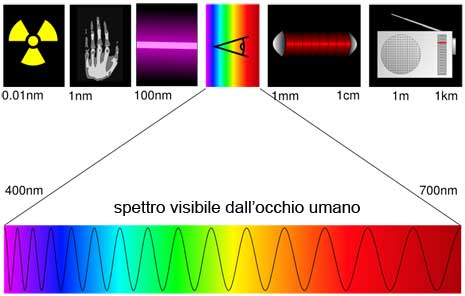 0.01nm 1nm 100nm 1mm 1cm 1m 1km
400nm 700nm
spettro visibile dall'occhio umano